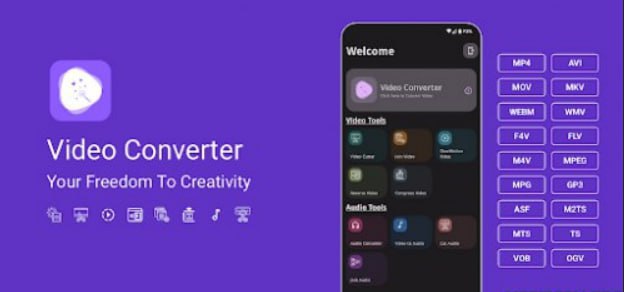 Video Converter
Your Freedom To Creativity
Welcome
Video Converter
Click here to Convert Video
Video Tools
Video Cutter
Join Video
SlowMotion
Video
Reverse Video
Compress Video
Audio Tools
Audio Converter
Video to Audio
Cut Audio
Join Audio
MP4 AVI
MOV MKV
WEBM WMV
F4V FLV
M4V MPEG
MPG GP3
ASF M2TS
MTS TS
VOB OGV